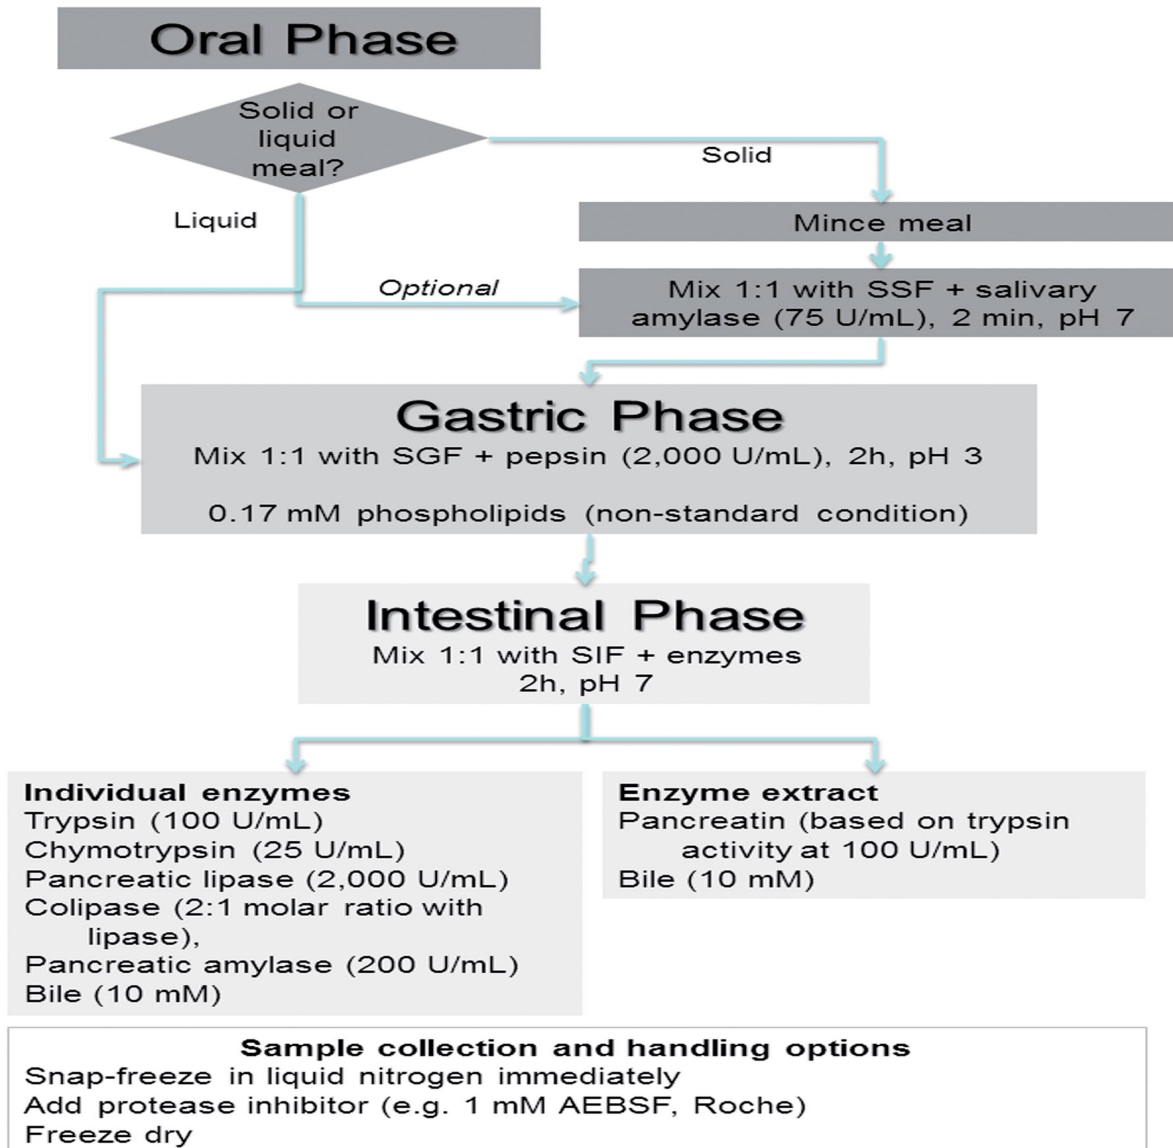 Oral Phase
Solid or
liquid
meal?
Solid
Liquid
Mince meal
Optional
Mix 1:1 with SSF + salivary
amylase (75 U/mL), 2 min, pH 7
Gastric Phase
Mix 1:1 with SGF + pepsin (2,000 U/mL), 2h, pH 3
0.17 mM phospholipids (non-standard condition)
Intestinal Phase
Mix 1:1 with SIF + enzymes
2h, pH 7
Individual enzymes
Trypsin (100 U/mL)
Chymotrypsin (25 U/mL)
Pancreatic lipase (2,000 U/mL)
Colipase (2:1 molar ratio with
lipase),
Pancreatic amylase (200 U/mL)
Bile (10 mM)
Enzyme extract
Pancreatin (based on trypsin
activity at 100 U/mL)
Bile (10 mM)
Sample collection and handling options
Snap-freeze in liquid nitrogen immediately
Add protease inhibitor (e.g. 1 mM AEBSF, Roche)
Freeze dry